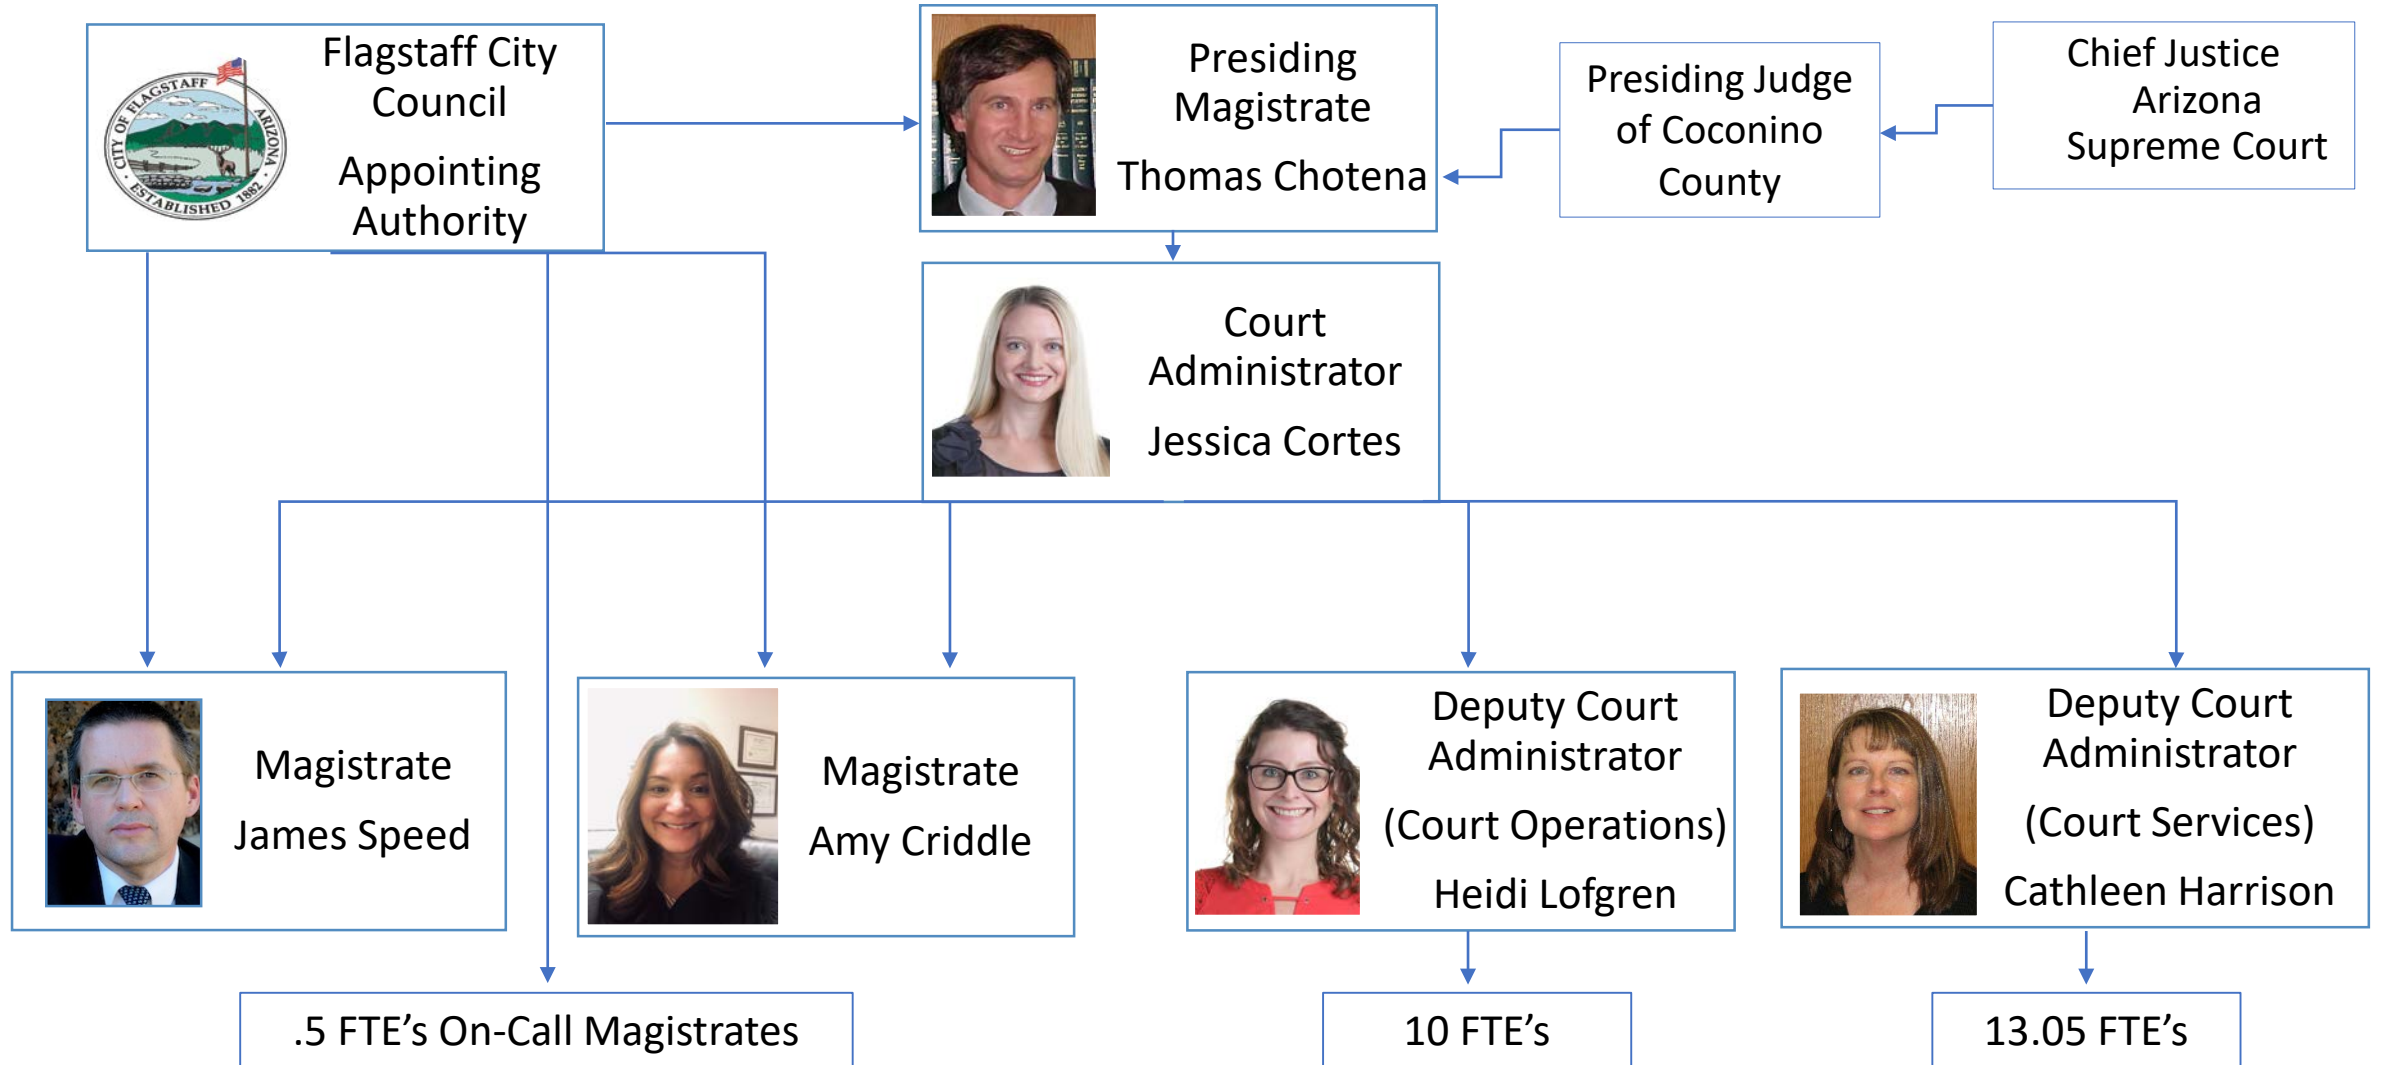 CITY OF FLAGSTAFF ARIZONA
ESTABLISHED 1882
Flagstaff City
Council
Appointing
Authority
Presiding
Magistrate
Thomas Chotena
Presiding Judge
of Coconino
County
Chief Justice
Arizona
Supreme Court
Court
Administrator
Jessica Cortes
Magistrate
James Speed
Magistrate
Amy Criddle
Deputy Court
Administrator
(Court Operations)
Heidi Lofgren
Deputy Court
Administrator
(Court Services)
Cathleen Harrison
.5 FTE’s On-Call Magistrates
10 FTE’s
13.05 FTE’s